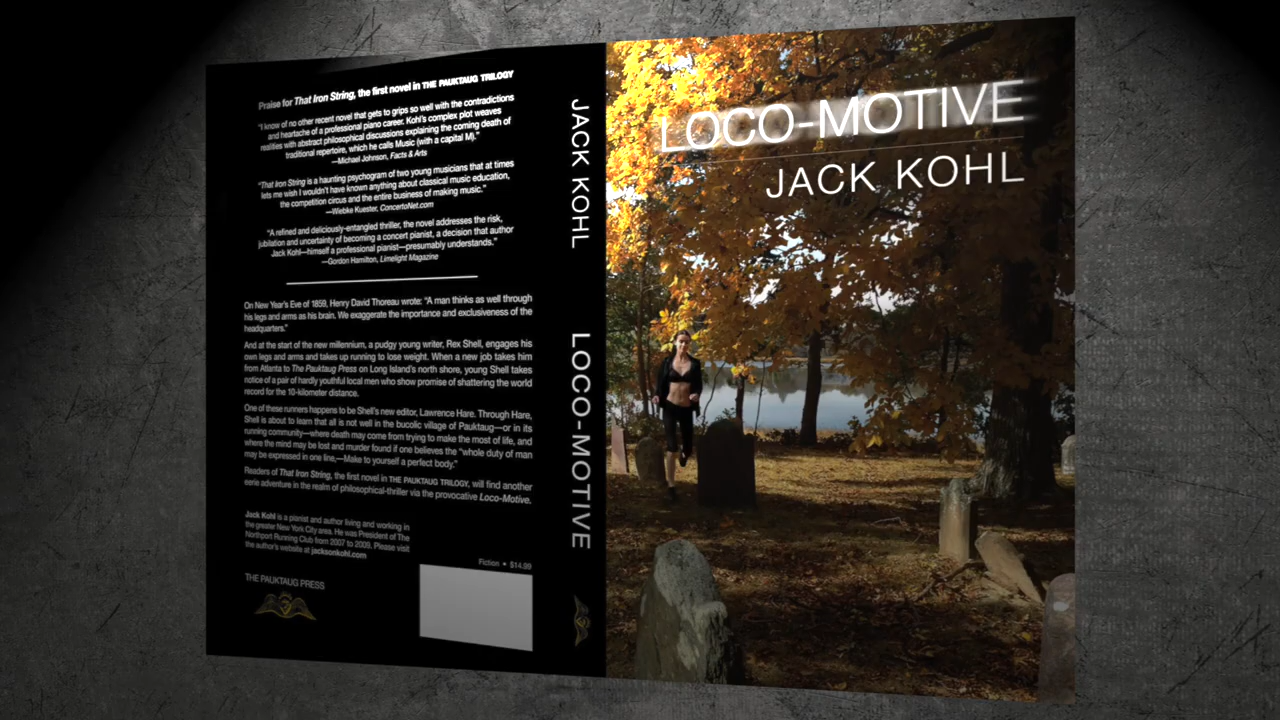 Praise for That Iron String, the first novel in THE PAUKTAUG TRILOGY
“I know of no other recent novel that gets to grips so well with the contradictions
and heartache of a professional piano career. Kohl’s complex plot weaves
realities with abstract philosophical discussions explaining the coming death of
traditional repertoire, which he calls Music (with a capital M).”
—Michael Johnson, Facts & Arts
“That Iron String is a haunting psychogram of two young musicians that at times
lets me wish I wouldn’t have known anything about classical music education,
the competition circus and the entire business of making music.”
—Wiebke Kuester, ConcertoNet.com
“A refined and deliciously-entangled thriller, the novel addresses the risk,
jubilation and uncertainty of becoming a concert pianist, a decision that author
Jack Kohl—himself a professional pianist—presumably understands.”
—Gordon Hamilton, Limelight Magazine
On New Year’s Eve of 1859, Henry David Thoreau wrote: “A man thinks as well through
his legs and arms as his brain. We exaggerate the importance and exclusiveness of the
headquarters.”
And at the start of the new millennium, a pudgy young writer, Rex Shell, engages his
own legs and arms and takes up running to lose weight. When a new job takes him
from Atlanta to The Pauktaug Press on Long Island’s north shore, young Shell takes
notice of a pair of hardly youthful local men who show promise of shattering the world
record for the 10-kilometer distance.
One of these runners happens to be Shell’s new editor, Lawrence Hare. Through Hare,
Shell is about to learn that all is not well in the bucolic village of Pauktaug—or in its
running community—where death may come from trying to make the most of life, and
where the mind may be lost and murder found if one believes the “whole duty of man
may be expressed in one line,—Make to yourself a perfect body.”
Readers of That Iron String, the first novel in THE PAUKTAUG TRILOGY, will find another
eerie adventure in the realm of philosophical-thriller via the provocative Loco-Motive.
Jack Kohl is a pianist and author living and working in
the greater New York City area. He was President of The
Northport Running Club from 2007 to 2009. Please visit
the author’s website at jacksonkohl.com
Fiction • $14.99
THE PAUKTAUG PRESS
JACK KOHL
LOCO-MOTIVE
LOCO-MOTIVE
JACK KOHL